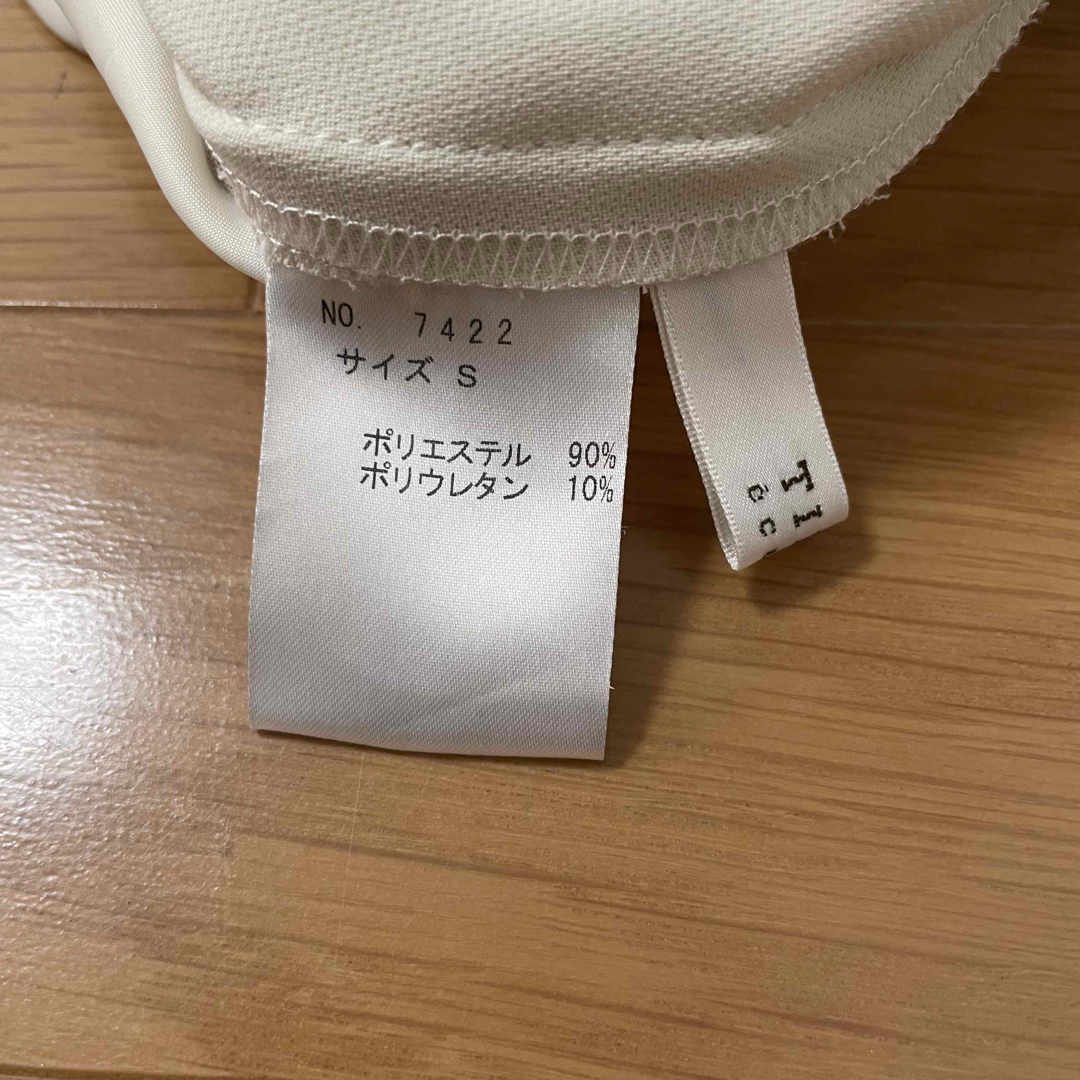 NO. 7422
サイズ S
ポリエステル 90%
ポリウレタン 10%